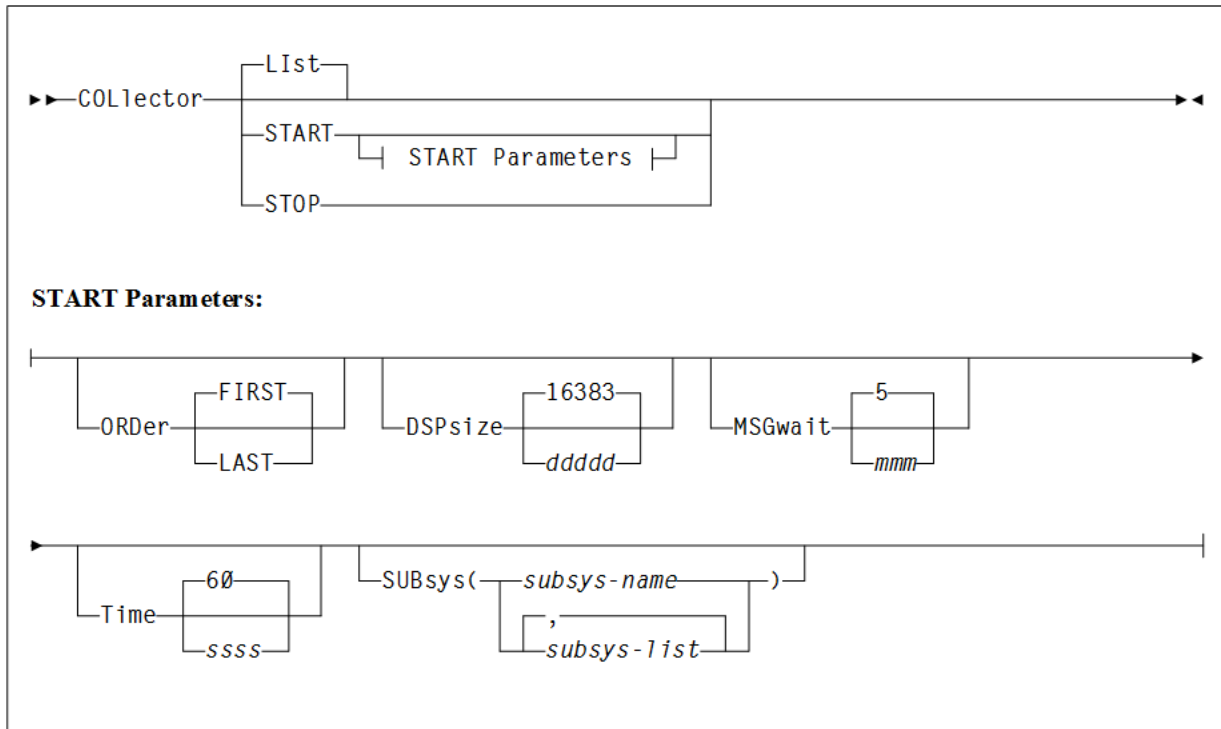 LIst
COLlector
START
START Parameters
STOP
START Parameters:
FIRST
ORDer
LAST
16383
DSPsize
ddddd
5
MSGwait
mmm
60
Time
ssss
SUBsys( subsys-name )
,
subsys-list